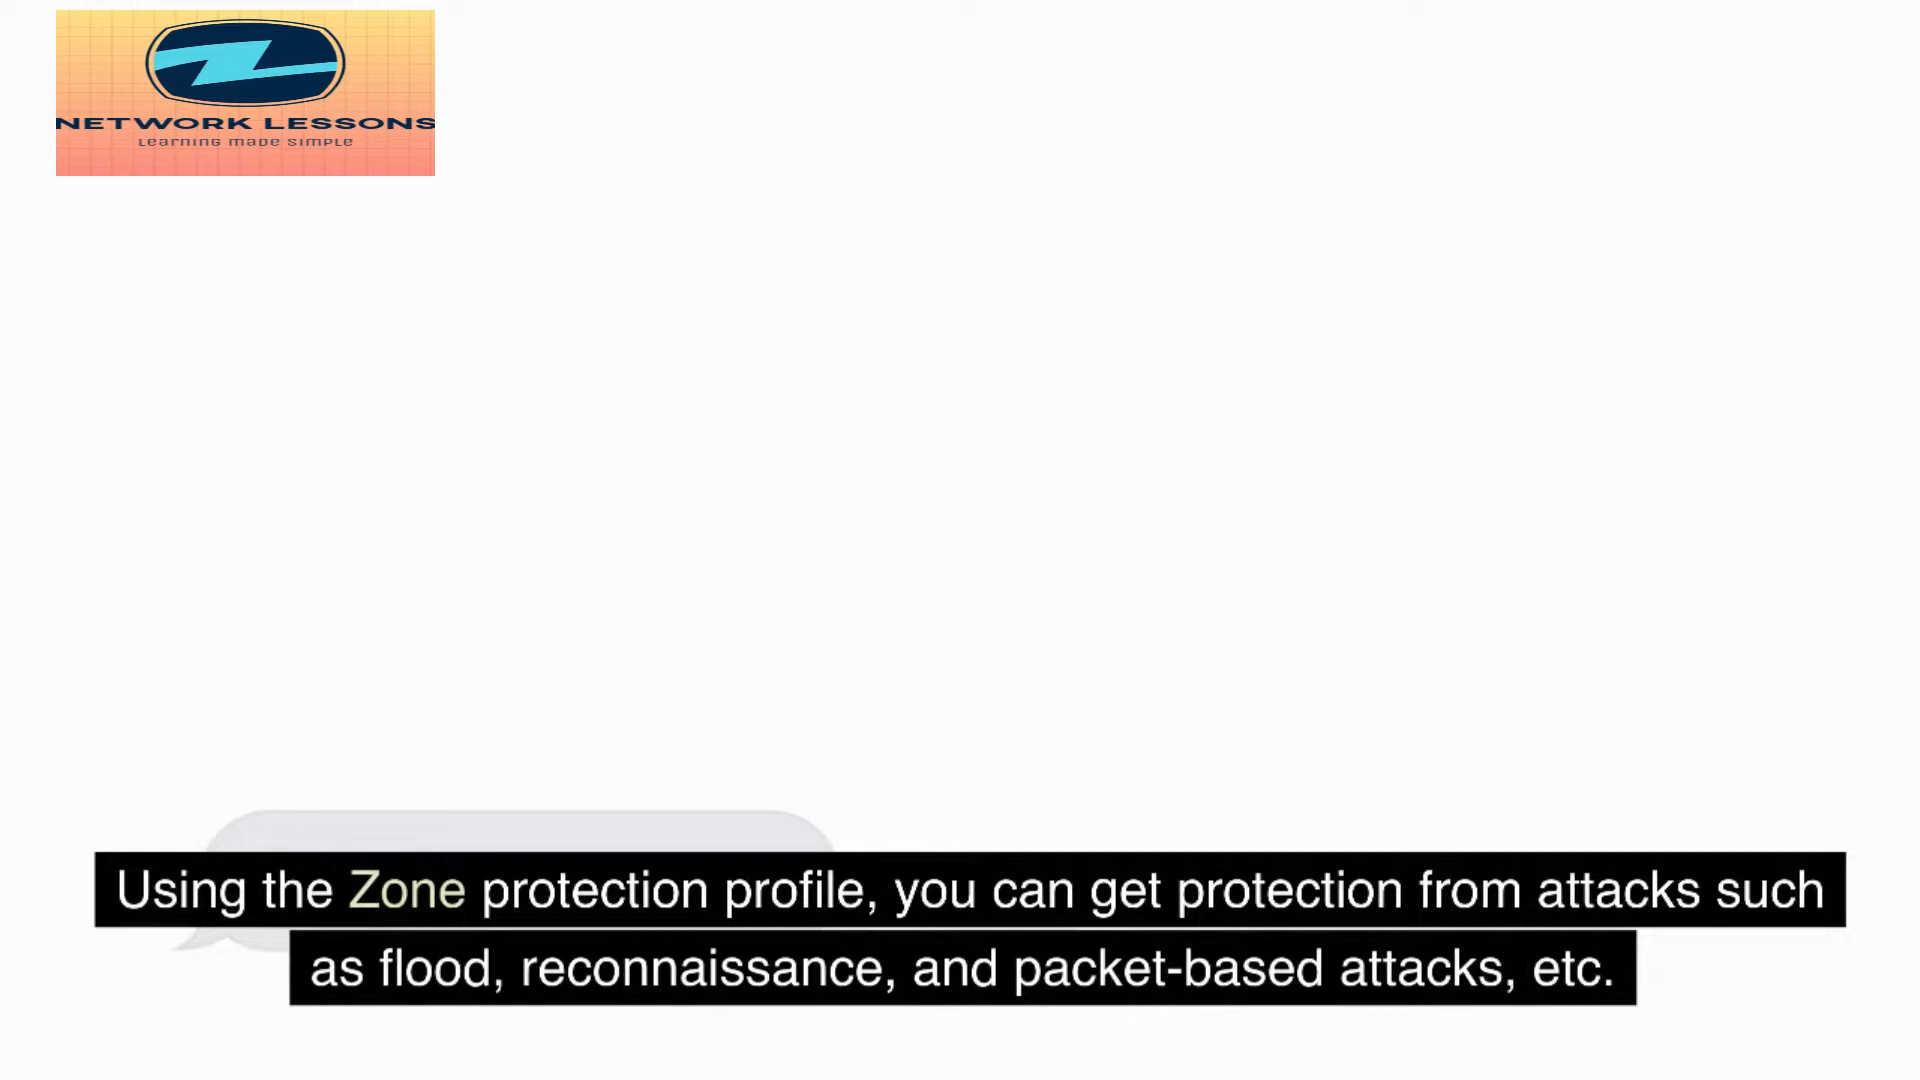 NETWORK LESSONS
Learning made simple
Using the Zone protection profile, you can get protection from attacks such
as flood, reconnaissance, and packet-based attacks, etc.